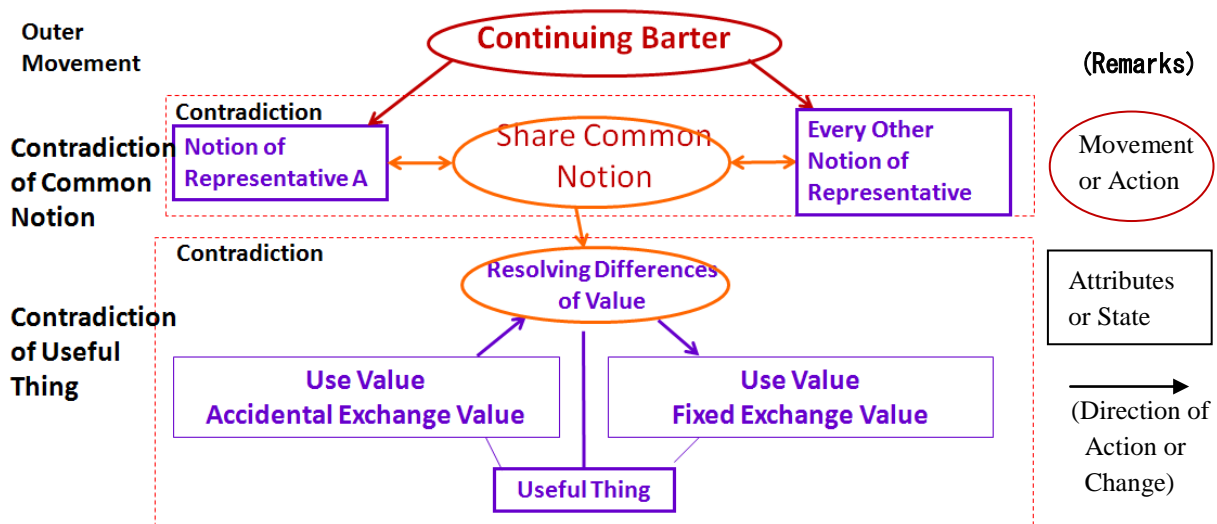 Outer
Movement
Continuing Barter
(Remarks)
Contradiction
of Common
Notion
Contradiction
Notion of
Representative A
Share Common
Notion
Every Other
Notion of
Representative
Movement
or Action
Contradiction
of Useful
Thing
Contradiction
Resolving Differences
of Value
Attributes
or State
Use Value
Accidental Exchange Value
Use Value
Fixed Exchange Value
Useful Thing
(Direction of
Action or
Change)